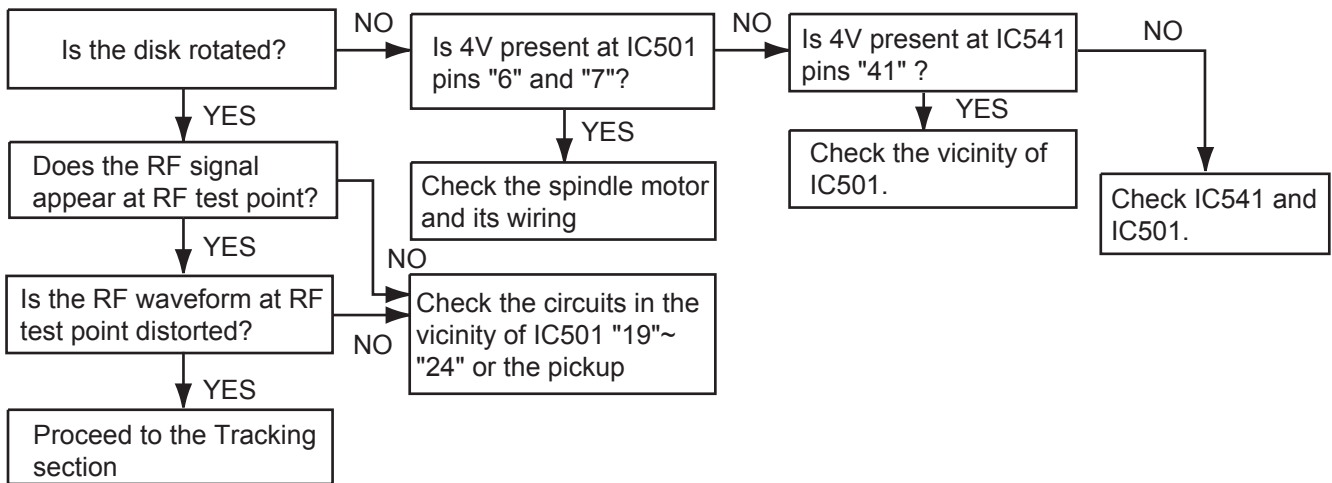 Is the disk rotated?
NO
Is 4V present at IC501
pins "6" and "7"?
NO
Is 4V present at IC541
pins "41" ?
NO
YES
Does the RF signal
appear at RF test point?
YES
Check the spindle motor
and its wiring
YES
Check the vicinity of
IC501.
Check IC541 and
IC501.
YES
NO
Is the RF waveform at RF
test point distorted?
NO
Check the circuits in the
vicinity of IC501 "19"~
"24" or the pickup
YES
Proceed to the Tracking
section